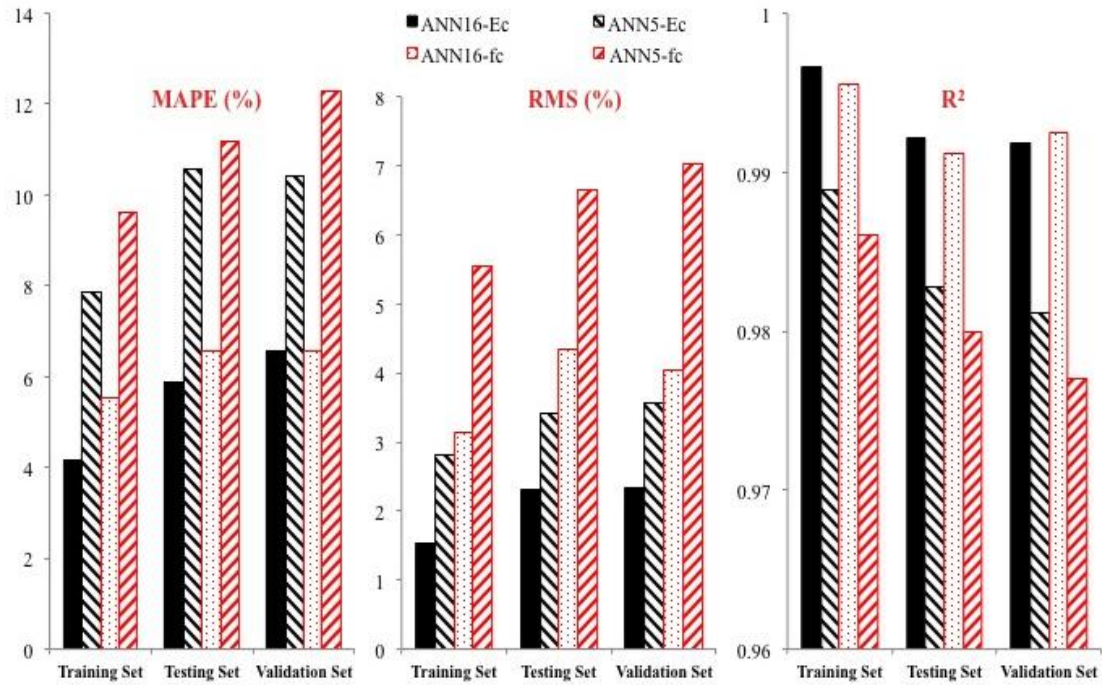 ANN16-Ec
ANN5-Ec
ANN16-fc
ANN5-fc
MAPE (%)
14
12
10
8
6
4
2
0
Training Set
Testing Set
Validation Set
RMS (%)
8
7
6
5
4
3
2
1
0
Training Set
Testing Set
Validation Set
R²
1
0.99
0.98
0.97
0.96
Training Set
Testing Set
Validation Set